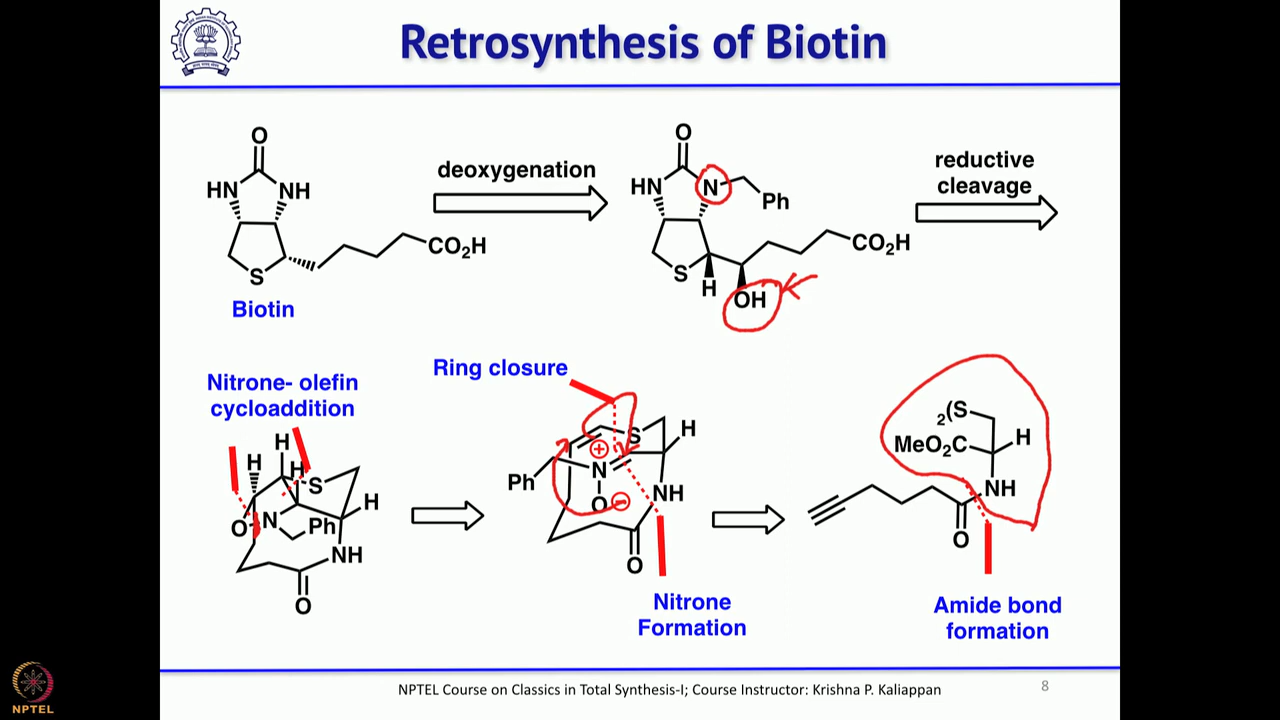 Retrosynthesis of Biotin
O
HN
NH
S
CO2H
Biotin
deoxygenation
O
HN
N
Ph
CO2H
S
H
OH
reductive
cleavage
Nitrone- olefin
cycloaddition
H
H
H
S
H
O
N
Ph
NH
O
Ring closure
S
H
Ph
N
O
NH
O
Nitrone
Formation
2(S
MeO2C
H
NH
O
Amide bond
formation
NPTEL Course on Classics in Total Synthesis-I; Course Instructor: Krishna P. Kaliappan
8
NPTEL